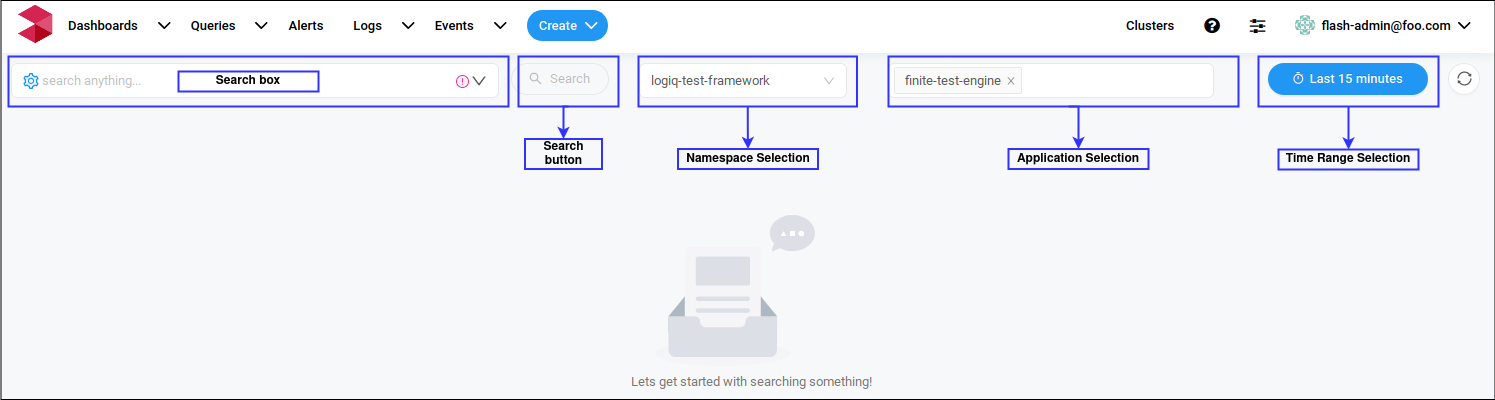 Dashboards Queries Alerts Logs Events Create Clusters ? flash-admin@foo.com
search anything... Search box Search logiq-test-framework finite-test-engine x Last 15 minutes
Search
button
Namespace Selection Application Selection Time Range Selection
Lets get started with searching something!